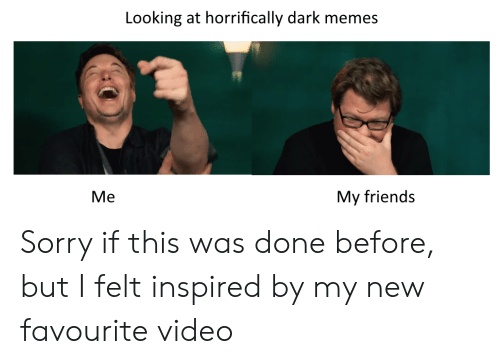 Looking at horrifically dark memes
Me
My friends
Sorry if this was done before,
but I felt inspired by my new
favourite video